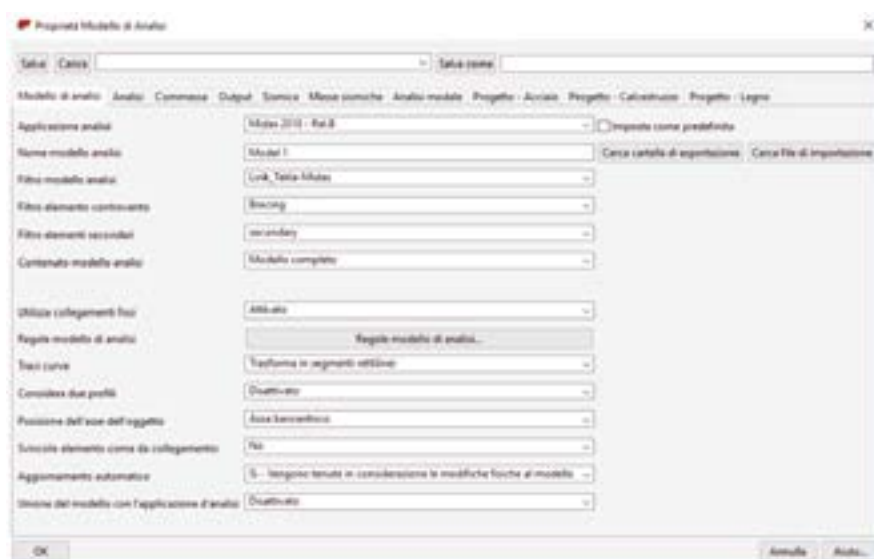 Proprietà Modello di Analisi
Salva Carica Salva come
Modello di analisi Analisi Commessa Output Sismica Masse sismiche Analisi modale Progetto - Acciaio Progetto - Calcestruzzo Progetto - Legno
Applicazione analisi Midas 2018 - Rel.8 Imposta come predefinito
Nome modello analisi Model 1 Cerca cartella di esportazione Cerca file di importazione
Filtro modello analisi Link_Tekla-Midas
Filtro elemento controvento Bracing
Filtro elementi secondari secondary
Contenuto modello analisi Modello completo
Utilizza collegamenti fissi Attivato
Regole modello di analisi Regole modello di analisi...
Travi curve Trasforma in segmenti rettilinei
Considera due profili Disattivato
Posizione dell'asse dell'oggetto Asse baricentrico
Svincola elemento come da collegamento No
Aggiornamento automatico Sì - Vengono tenute in considerazione le modifiche fisiche al modello
Unione del modello con l'applicazione d'analisi Disattivato
OK Annulla Aiuto...